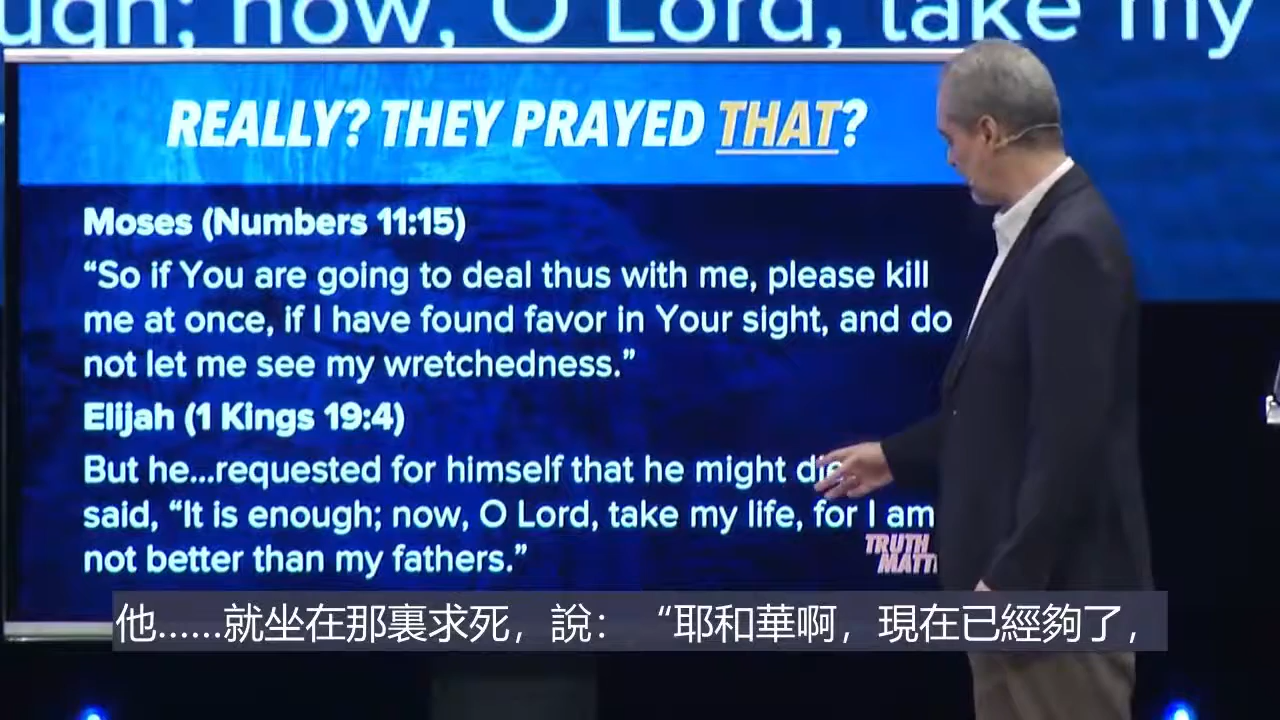 ugh; now, O Lord, take my
REALLY? THEY PRAYED THAT?
Moses (Numbers 11:15)
“So if You are going to deal thus with me, please kill
me at once, if I have found favor in Your sight, and do
not let me see my wretchedness.”
Elijah (1 Kings 19:4)
But he...requested for himself that he might die
said, “It is enough; now, O Lord, take my life, for I am
not better than my fathers.”
TRUTH
MATT
他......就坐在那裏求死，說：“耶和華啊，現在已經夠了，